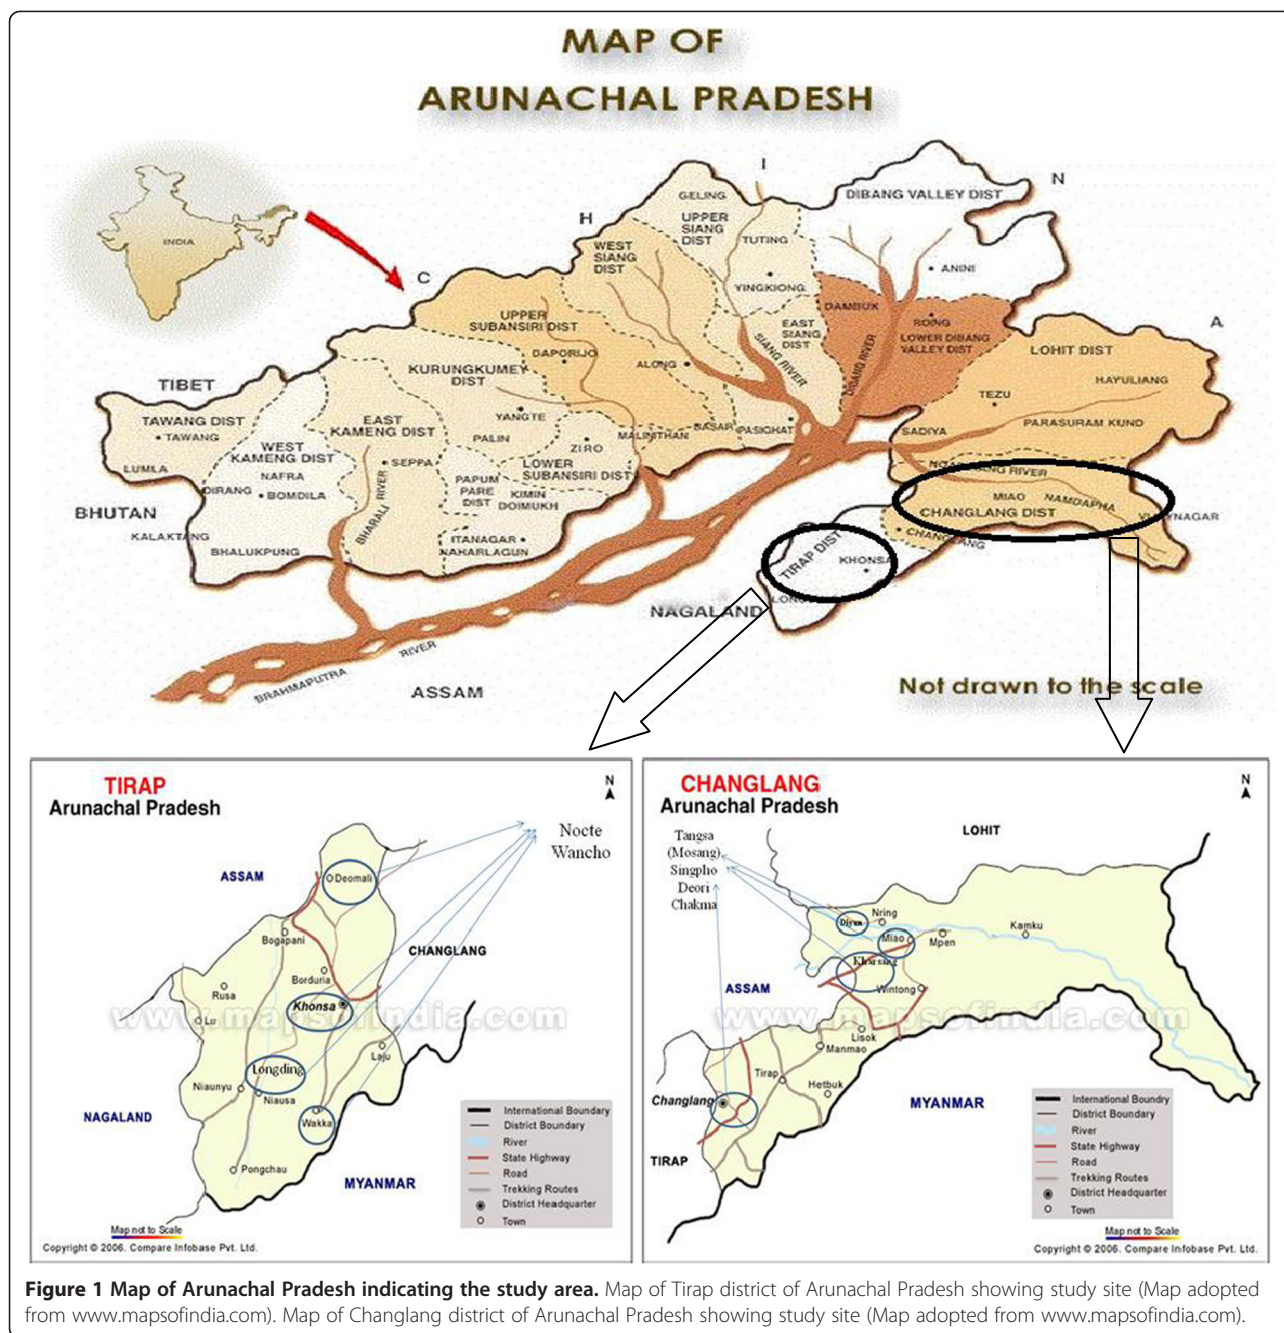 MAP OF
ARUNACHAL PRADESH
INDIA
C
H
I
N
A
GELING
UPPER
SIANG
DIST
TUTING
YINGKIONG
DIBANG VALLEY DIST
ANINI
WEST
SIANG
DIST
UPPER
SUBANSIRI DIST
DAPORIJO
ALONG
EAST
SIANG
DIST
SIANG RIVER
DAMBUK
ROING
LOWER DIBANG
VALLEY DIST
DIBANG RIVER
LOHIT DIST
HAYULIANG
TEZU
PARASURAM KUND
SADIYA
TIBET
TAWANG DIST
TAWANG
LUMLA
WEST
KAMENG DIST
NAFRA
DIRANG
BOMDILA
EAST
KAMENG DIST
SEPPA
BHARALI RIVER
KURUNGKUMEY
DIST
YANGTE
PALIN
ZIRO
MALINITHANI
BASAR
PASIGHAT
LOWER
SUBANSIRI DIST
PAPUM
PARE
DIST
KIMIN
DOIMUKH
ITANAGAR
NAHARLAGUN
BHUTAN
KALAKTANG
BHALUKPUNG
RIVER
MIAO
NAMDAPHA
CHANGLANG DIST
CHANGLANG
TIRAP DIST
KHONSA
NAGALAND
BRAHMAPUTRA
RIVER
ASSAM
Not drawn to the scale
TIRAP
Arunachal Pradesh
N
Nocte
Wancho
ASSAM
Deomali
Bogapani
CHANGLANG
Borduria
Rusa
Khonsa
www.mapsofindia.com
Lu
Laju
Longding
Niaunyu
Niausa
NAGALAND
Wakka
Pongchau
MYANMAR
International Boundary
District Boundary
River
State Highway
Road
Trekking Routes
District Headquarter
Town
Map not to Scale
Copyright © 2006. Compare Infobase Pvt. Ltd.
CHANGLANG
Arunachal Pradesh
N
Tangsa
(Mosang)
Singpho
Deori
Chakma
LOHIT
Diyun
Nring
Miao
Mpen
Kamku
Kharsang
ASSAM
Wintong
www.mapsofindia.com
Lisok
Manmao
Tirap
Hetbuk
Changlang
MYANMAR
TIRAP
International Boundry
District Boundary
River
State Highway
Road
Trekking Routes
District Headquarter
Town
Map not to Scale
Copyright © 2006. Compare Infobase Pvt. Ltd.
Figure 1 Map of Arunachal Pradesh indicating the study area. Map of Tirap district of Arunachal Pradesh showing study site (Map adopted
from www.mapsofindia.com). Map of Changlang district of Arunachal Pradesh showing study site (Map adopted from www.mapsofindia.com).